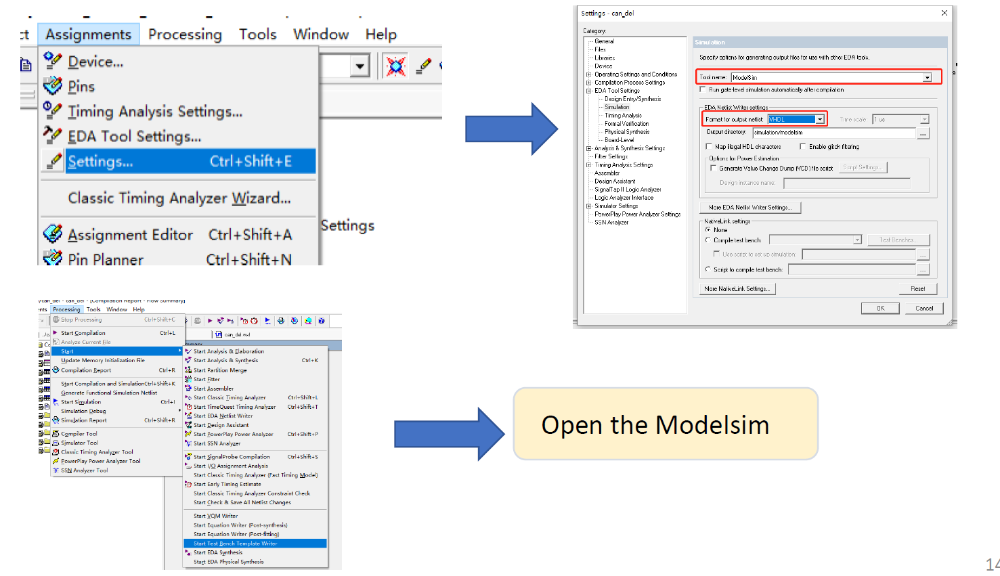 ct Assignments Processing Tools Window Help
Device...
Pins
Timing Analysis Settings...
EDA Tool Settings...
Settings... Ctrl+Shift+E
Classic Timing Analyzer Wizard...
Assignment Editor Ctrl+Shift+A
Pin Planner Ctrl+Shift+N
Settings
Settings - can_del
Category:
General
Files
Libraries
Device
Operating Settings and Conditions
Compilation Process Settings
EDA Tool Settings
Design Entry/Synthesis
Simulation
Timing Analysis
Formal Verification
Physical Synthesis
Board-Level
Analysis & Synthesis Settings
Fitter Settings
Timing Analysis Settings
Assembler
Design Assistant
SignalTap II Logic Analyzer
Logic Analyzer Interface
Simulator Settings
PowerPlay Power Analyzer Settings
SSN Analyzer
Simulation
Specify options for generating output files for use with other EDA tools.
Tool name: ModelSim
Run gate-level simulation automatically after compilation
EDA Netlist Writer settings
Format for output netlist: VHDL Time scale: 1 us
Output directory: simulation/modelsim ...
Map illegal HDL characters Enable glitch filtering
Options for Power Estimation
Generate Value Change Dump (VCD) file script Script Settings...
Design instance name:
More EDA Netlist Writer Settings...
NativeLink settings
None
Compile test bench: Test Benches...
Use script to set up simulation: ...
Script to compile test bench: ...
More NativeLink Settings... Reset
OK Cancel
9
/can_del - can_del - [Compilation Report - Flow Summary]
ents Processing Tools Window Help
Stop Processing Ctrl+Shift+C
Start Compilation Ctrl+L
Analyze Current File
Start
Update Memory Initialization File
Compilation Report Ctrl+R
Start Compilation and Simulation Ctrl+Shift+K
Generate Functional Simulation Netlist
Start Simulation Ctrl+I
Simulation Debug
Simulation Report Ctrl+Shift+R
Compiler Tool
Simulator Tool
Classic Timing Analyzer Tool
PowerPlay Power Analyzer Tool
SSN Analyzer Tool
can_del.vwf
mmary
Start Analysis & Elaboration
Start Analysis & Synthesis Ctrl+K
Start Partition Merge
Start Fitter
Start Assembler
Start Classic Timing Analyzer Ctrl+Shift+L
Start TimeQuest Timing Analyzer Ctrl+Shift+T
Start EDA Netlist Writer
Start Design Assistant
Start PowerPlay Power Analyzer Ctrl+Shift+P
Start SSN Analyzer
Start SignalProbe Compilation Ctrl+Shift+S
Start I/O Assignment Analysis
Start Classic Timing Analyzer (Fast Timing Model)
Start Early Timing Estimate
Start Classic Timing Analyzer Constraint Check
Start Check & Save All Netlist Changes
Start VQM Writer
Start Equation Writer (Post-synthesis)
Start Equation Writer (Post-fitting)
Start Test Bench Template Writer
Start EDA Synthesis
Start EDA Physical Synthesis
Open the Modelsim
14